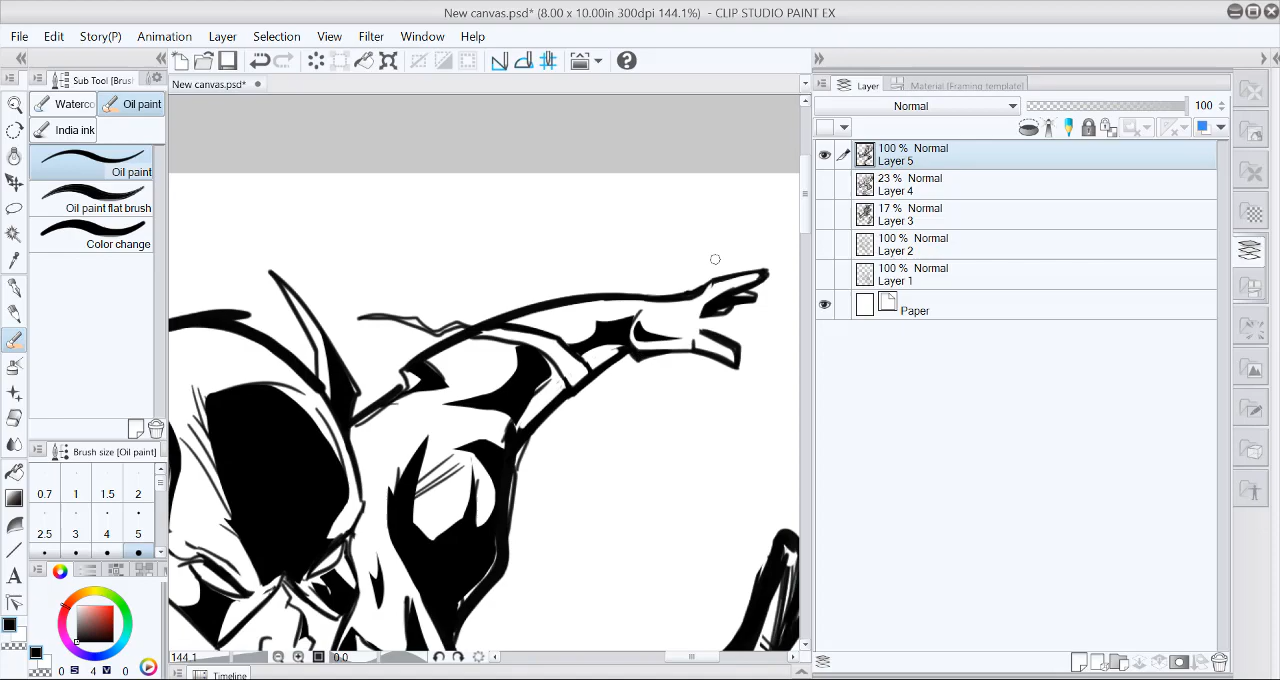 New canvas.psd* (8.00 x 10.00in 300dpi 144.1%) - CLIP STUDIO PAINT EX
File Edit Story(P) Animation Layer Selection View Filter Window Help
Sub Tool [Brus
New canvas.psd*
Layer
Material [Framing template]
Waterco
Oil paint
India ink
Normal
100
Oil paint
Oil paint flat brush
Color change
100 % Normal
Layer 5
23 % Normal
Layer 4
17 % Normal
Layer 3
100 % Normal
Layer 2
100 % Normal
Layer 1
Paper
Brush size [Oil paint]
0.7 1 1.5 2
2.5 3 4 5
A
0 S 4 V 0
144.1
0.0
Timeline